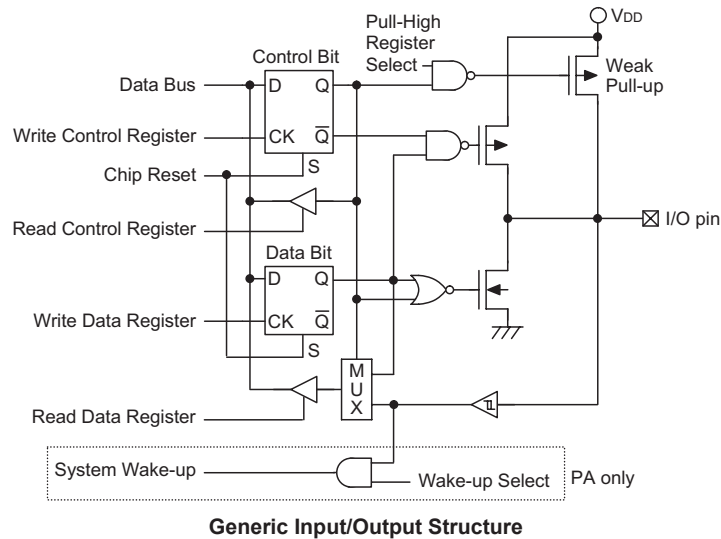 VDD
Pull-High
Register
Select
Weak
Pull-up
Control Bit
Data Bus
D
Q
Write Control Register
CK
Q
S
Chip Reset
Read Control Register
I/O pin
Data Bit
D
Q
Write Data Register
CK
Q
S
M
U
X
Read Data Register
System Wake-up
Wake-up Select
PA only
Generic Input/Output Structure